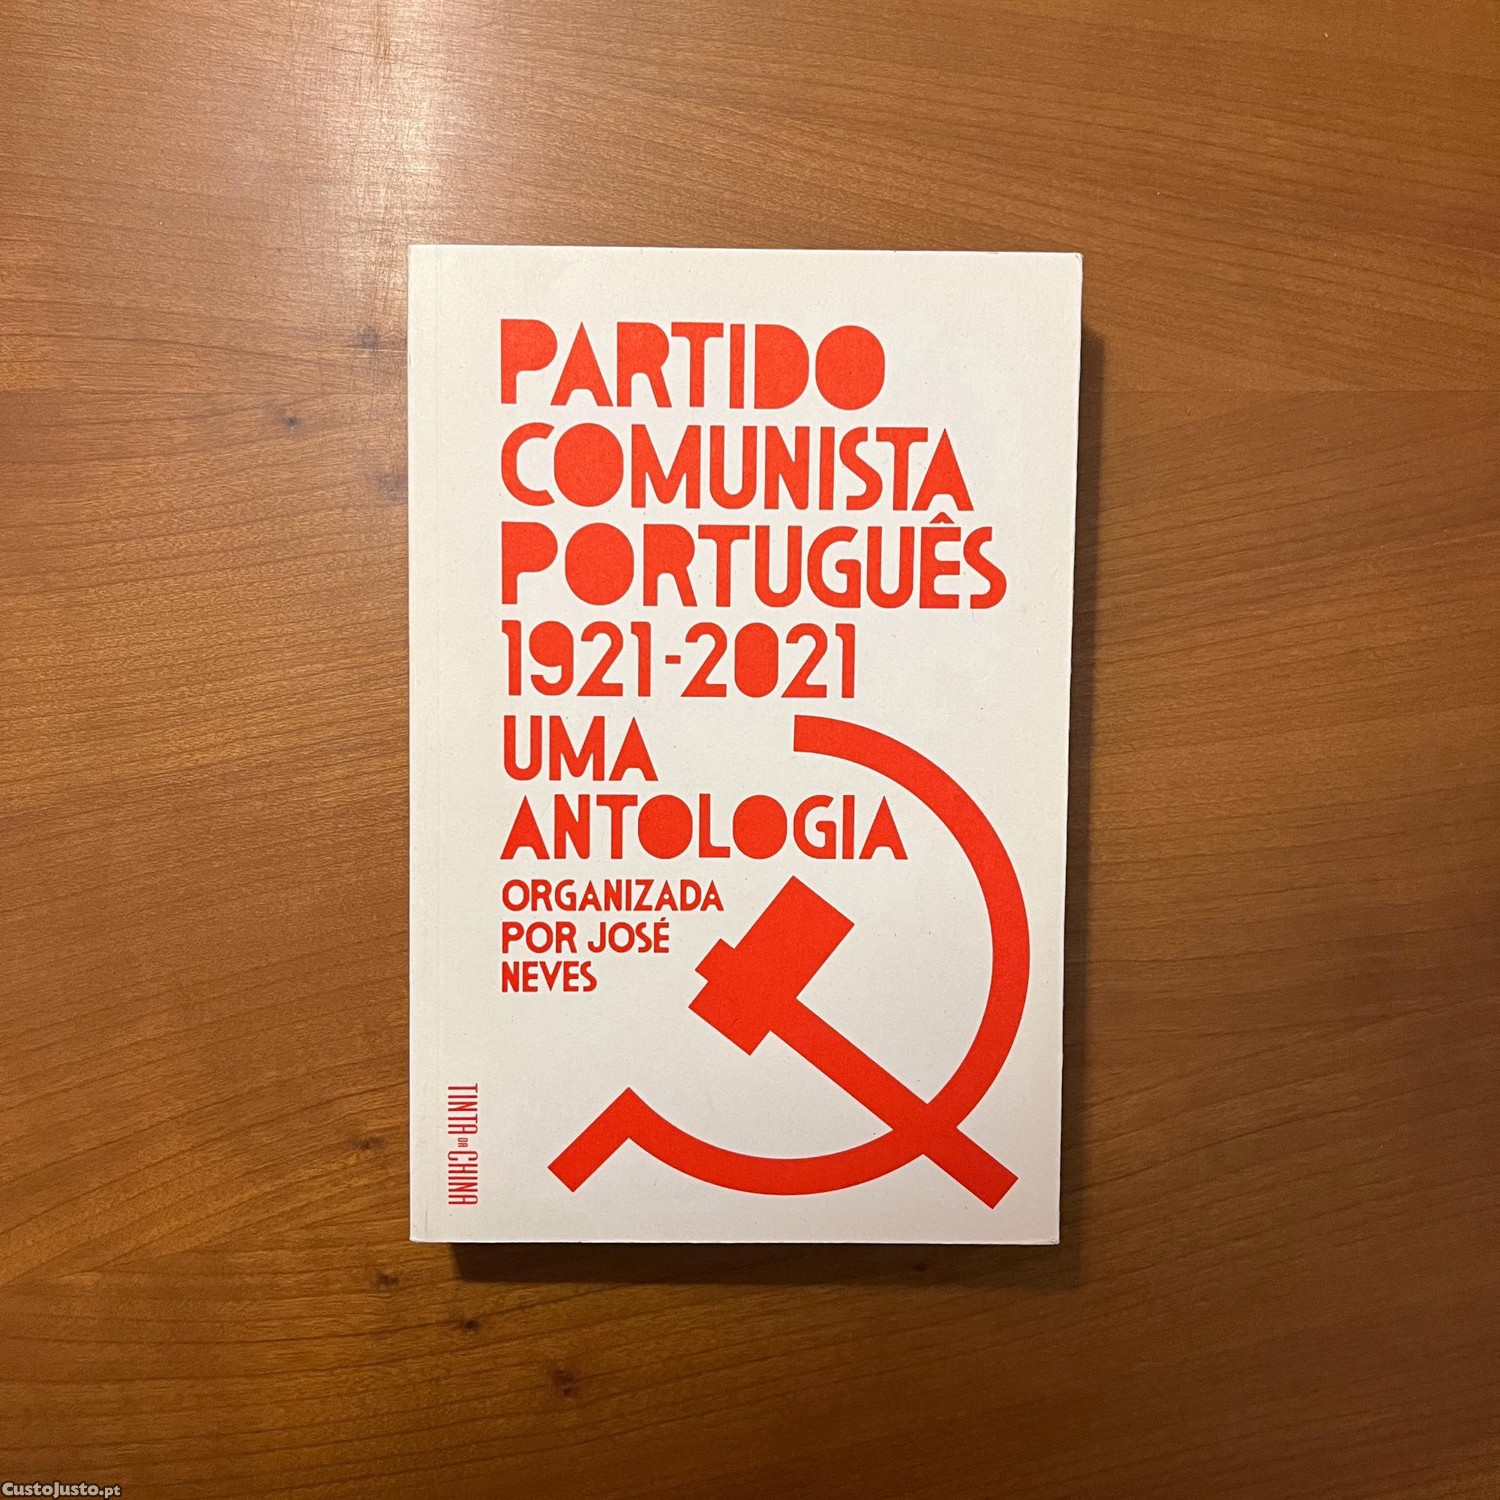 PARTIDO
COMUNISTA
PORTUGUÊS
1921-2021
UMA
ANTOLOGIA
ORGANIZADA
POR JOSÉ
NEVES
TINTA DA CHINA
CustoJusto.pt